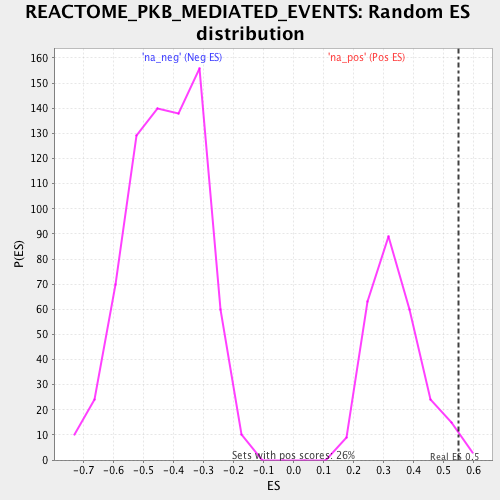 REACTOME_PKB_MEDIATED_EVENTS: Random ES
distribution
'na_neg' (Neg ES)
'na_pos' (Pos ES)
160
150
140
130
120
110
100
90
80
70
60
50
40
30
20
10
0
P(ES)
Sets with pos scores: 26%
Real ES 0.5
-0.7 -0.6 -0.5 -0.4 -0.3 -0.2 -0.1 0.0 0.1 0.2 0.3 0.4 0.5 0.6
ES